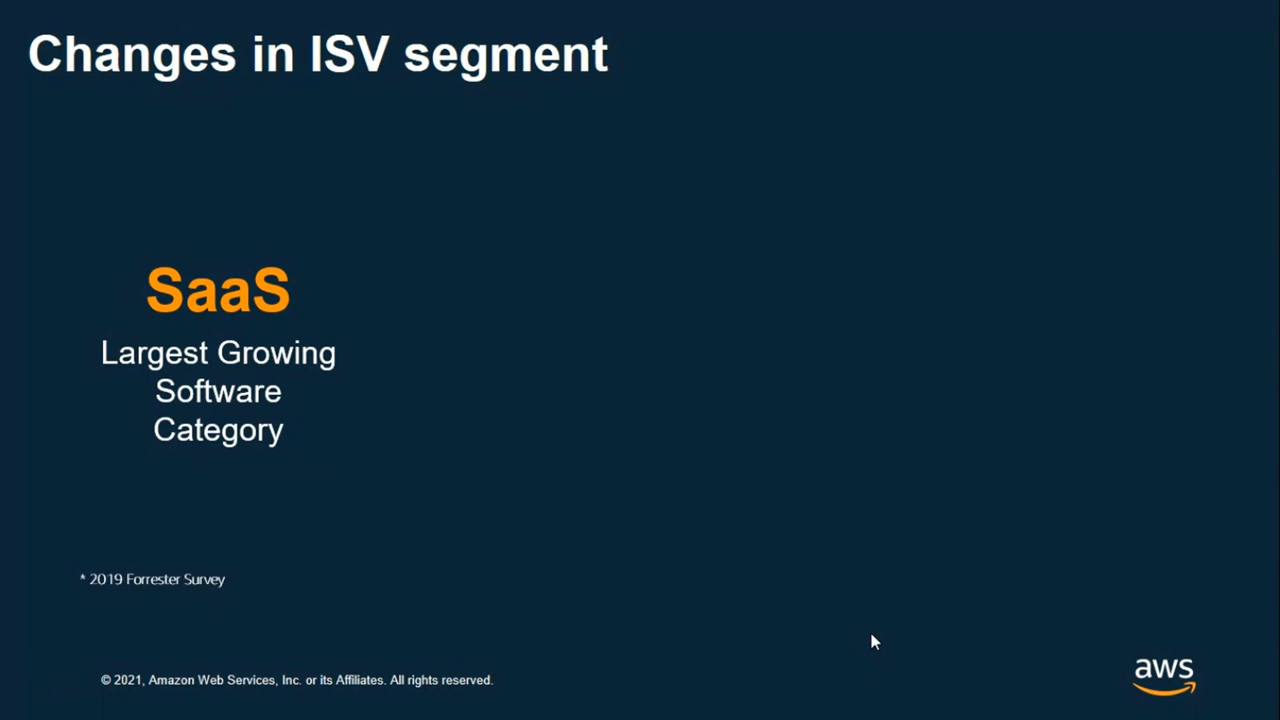 Changes in ISV segment
SaaS
Largest Growing
Software
Category
* 2019 Forrester Survey
© 2021, Amazon Web Services, Inc. or its Affiliates. All rights reserved.
aws